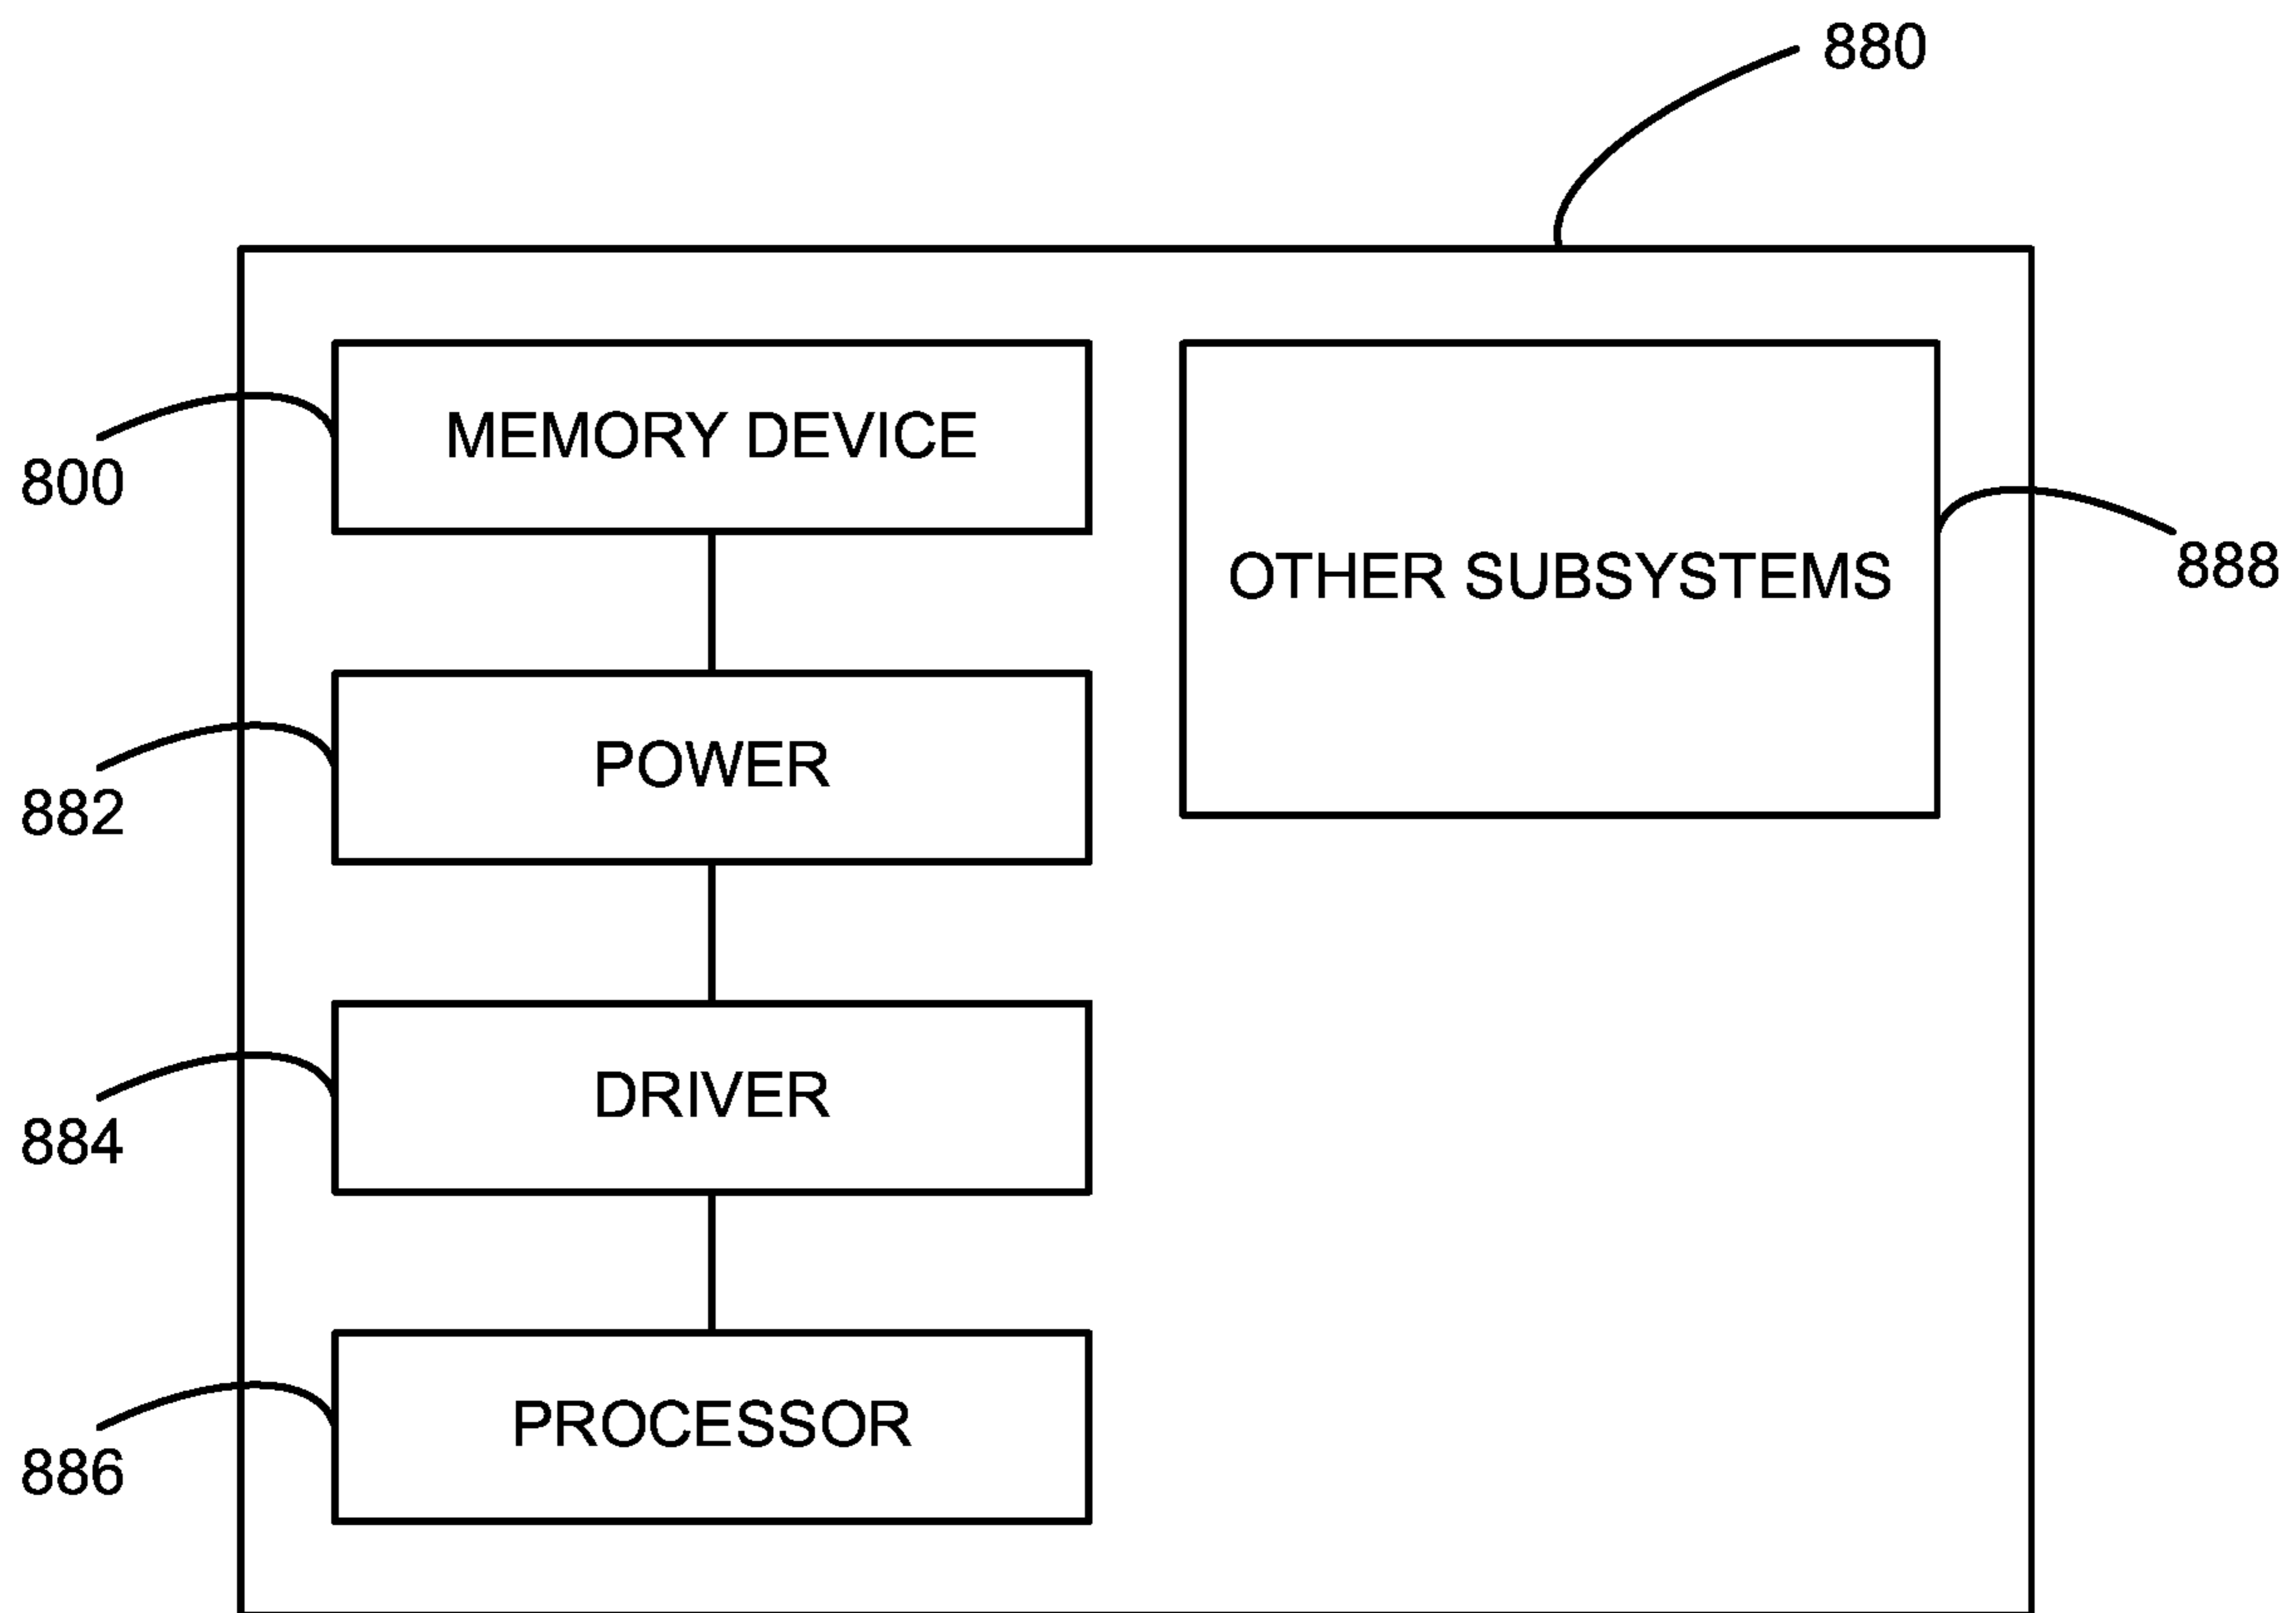 880
MEMORY DEVICE
800
OTHER SUBSYSTEMS
888
POWER
882
DRIVER
884
PROCESSOR
886